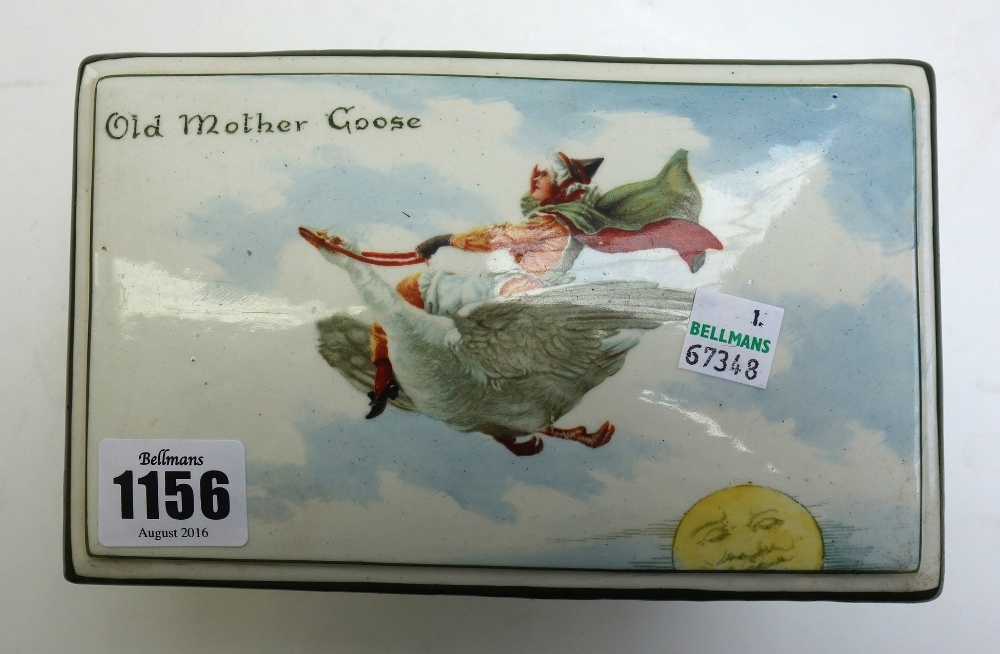 Old Mother Goose
1.
BELLMANS
67348
Bellmans
1156
August 2016